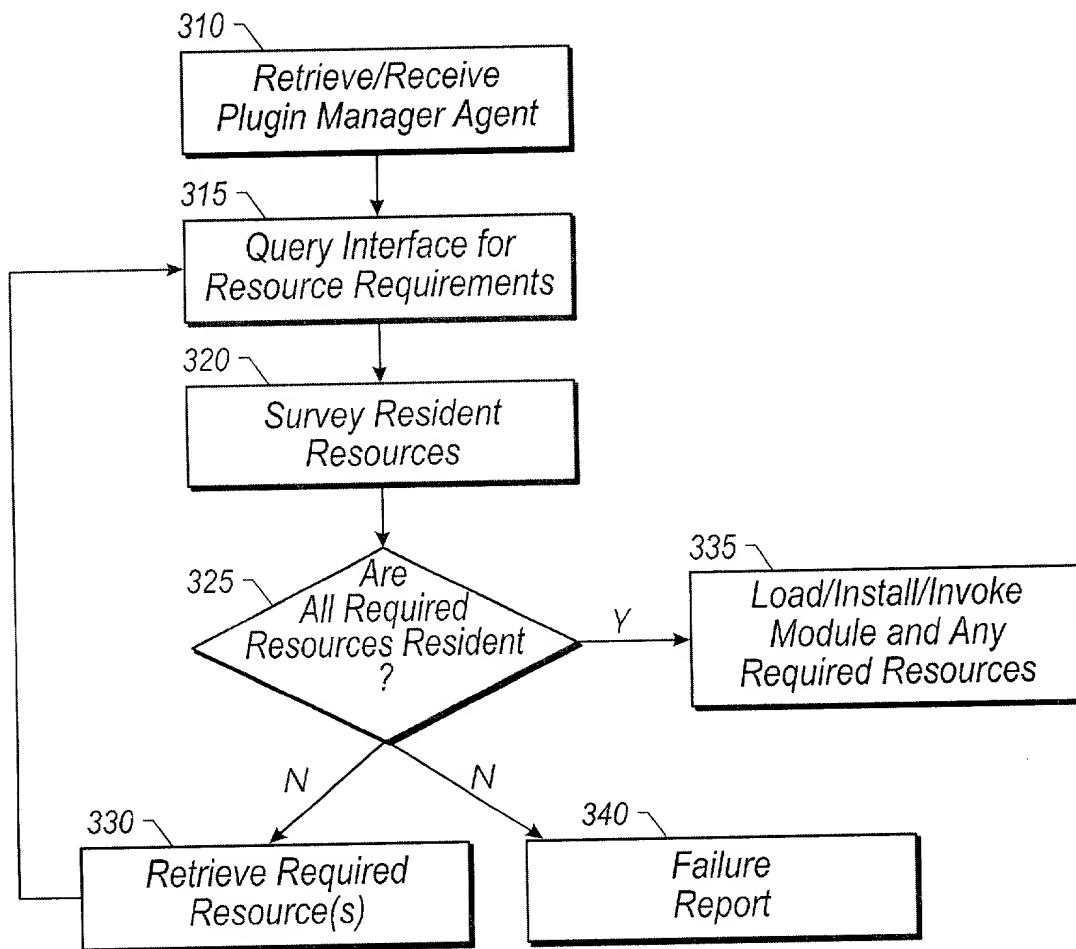 310
Retrieve/Receive
Plugin Manager Agent
315
Query Interface for
Resource Requirements
320
Survey Resident
Resources
325
Are
All Required
Resources Resident
?
Y
335
Load/Install/Invoke
Module and Any
Required Resources
N
N
330
Retrieve Required
Resource(s)
340
Failure
Report